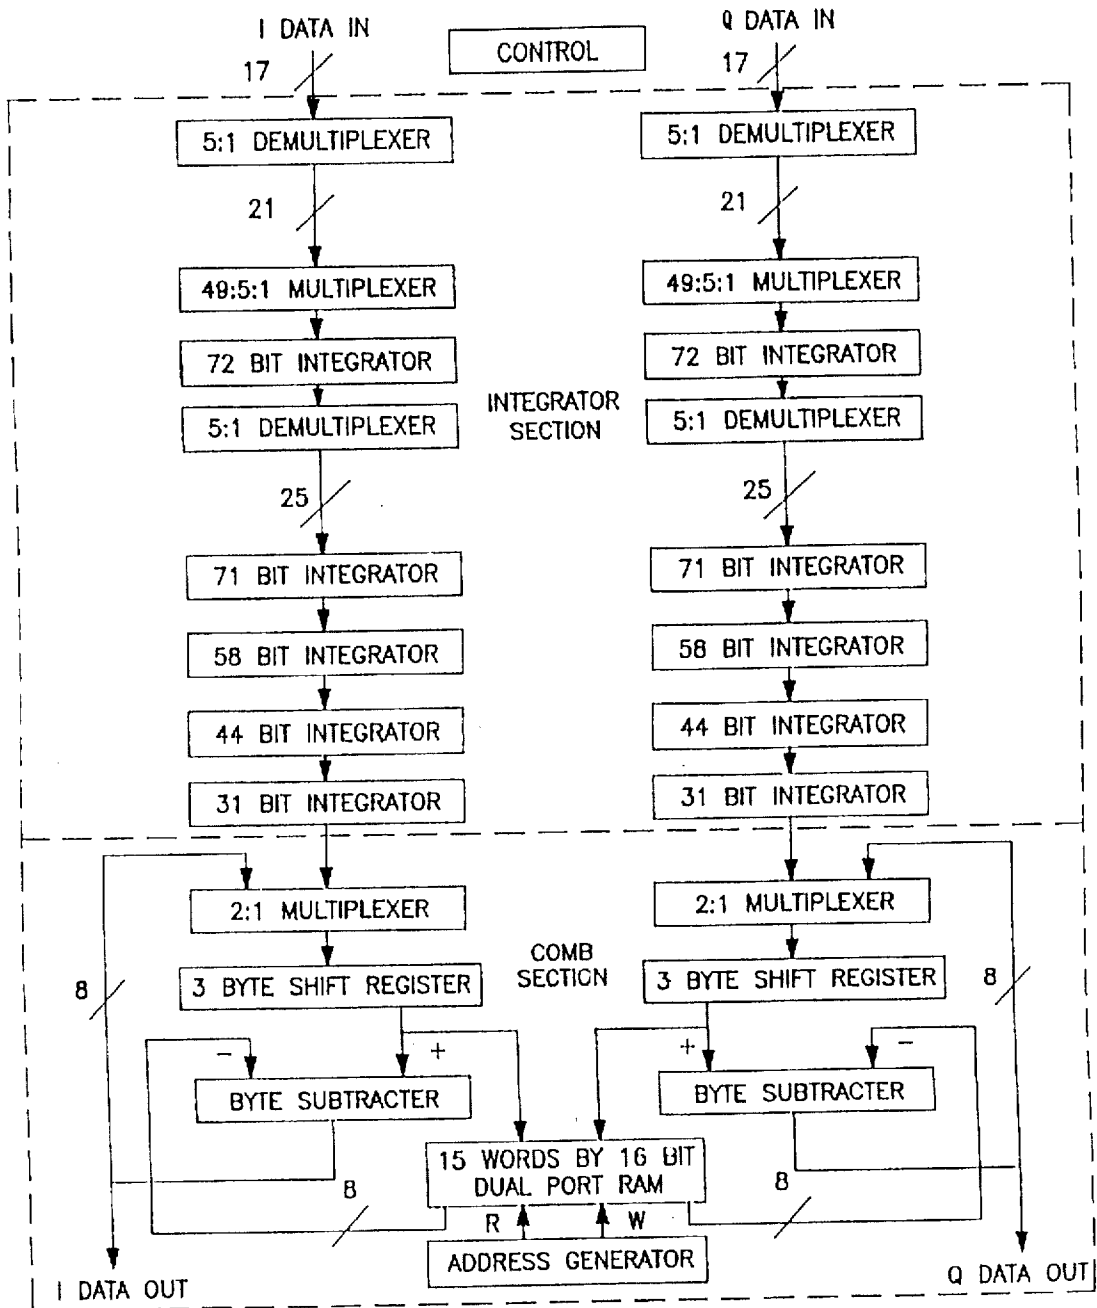 I DATA IN
CONTROL
Q DATA IN
17
17
5:1 DEMULTIPLEXER
5:1 DEMULTIPLEXER
21
21
49:5:1 MULTIPLEXER
49:5:1 MULTIPLEXER
72 BIT INTEGRATOR
72 BIT INTEGRATOR
INTEGRATOR
SECTION
5:1 DEMULTIPLEXER
5:1 DEMULTIPLEXER
25
25
71 BIT INTEGRATOR
71 BIT INTEGRATOR
58 BIT INTEGRATOR
58 BIT INTEGRATOR
44 BIT INTEGRATOR
44 BIT INTEGRATOR
31 BIT INTEGRATOR
31 BIT INTEGRATOR
2:1 MULTIPLEXER
2:1 MULTIPLEXER
COMB
SECTION
3 BYTE SHIFT REGISTER
3 BYTE SHIFT REGISTER
8
8
− +
+ −
BYTE SUBTRACTER
BYTE SUBTRACTER
15 WORDS BY 16 BIT
DUAL PORT RAM
8
8
R W
ADDRESS GENERATOR
I DATA OUT
Q DATA OUT